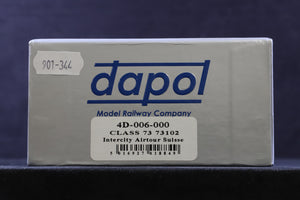 901-344
dapol
Model Railway Company
4D-006-000
CLASS 73 73102
Intercity Airtour Suisse